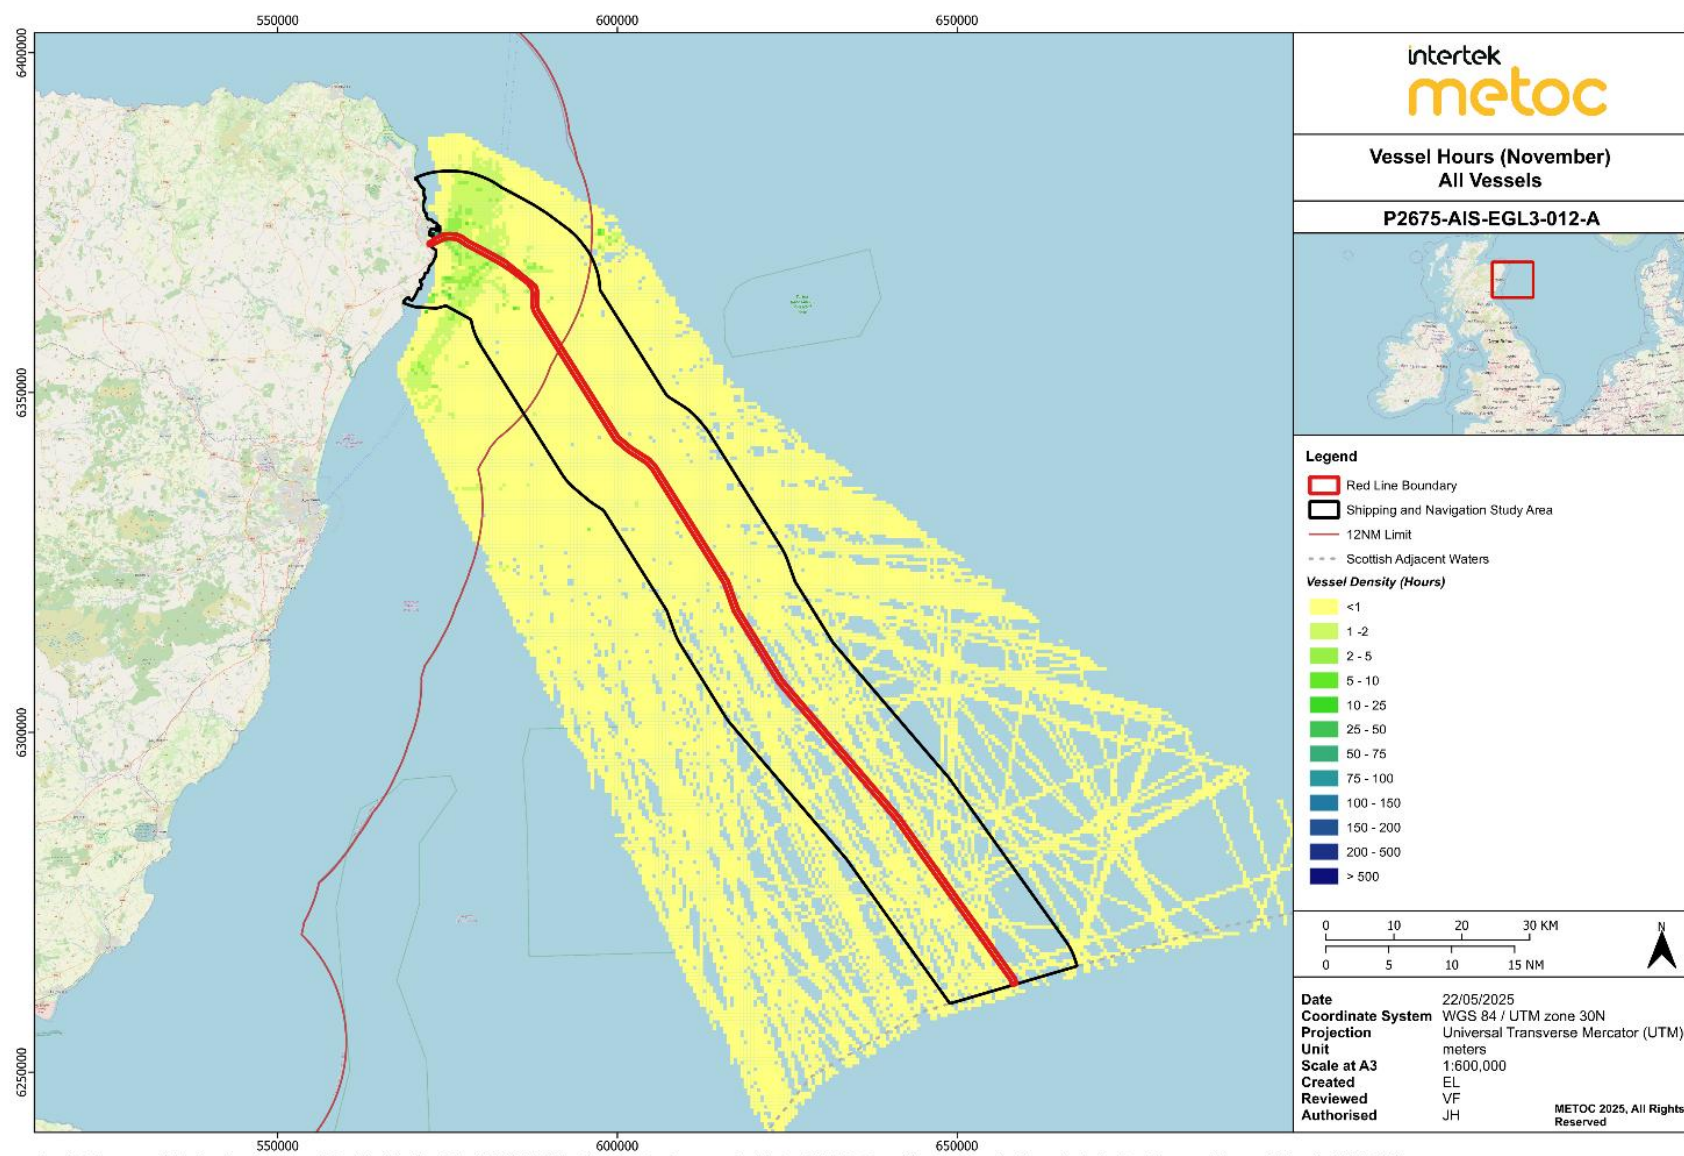 550000
600000
650000
6400000
6350000
6300000
6250000
550000
600000
650000
intertek
metoc
Vessel Hours (November)
All Vessels
P2675-AIS-EGL3-012-A
Legend
Red Line Boundary
Shipping and Navigation Study Area
12NM Limit
Scottish Adjacent Waters
Vessel Density (Hours)
<1
1 -2
2 - 5
5 - 10
10 - 25
25 - 50
50 - 75
75 - 100
100 - 150
150 - 200
200 - 500
> 500
0 10 20 30 KM
0 5 10 15 NM
N
Date 22/05/2025
Coordinate System WGS 84 / UTM zone 30N
Projection Universal Transverse Mercator (UTM)
Unit meters
Scale at A3 1:600,000
Created EL
Reviewed VF
Authorised JH
METOC 2025, All Rights
Reserved